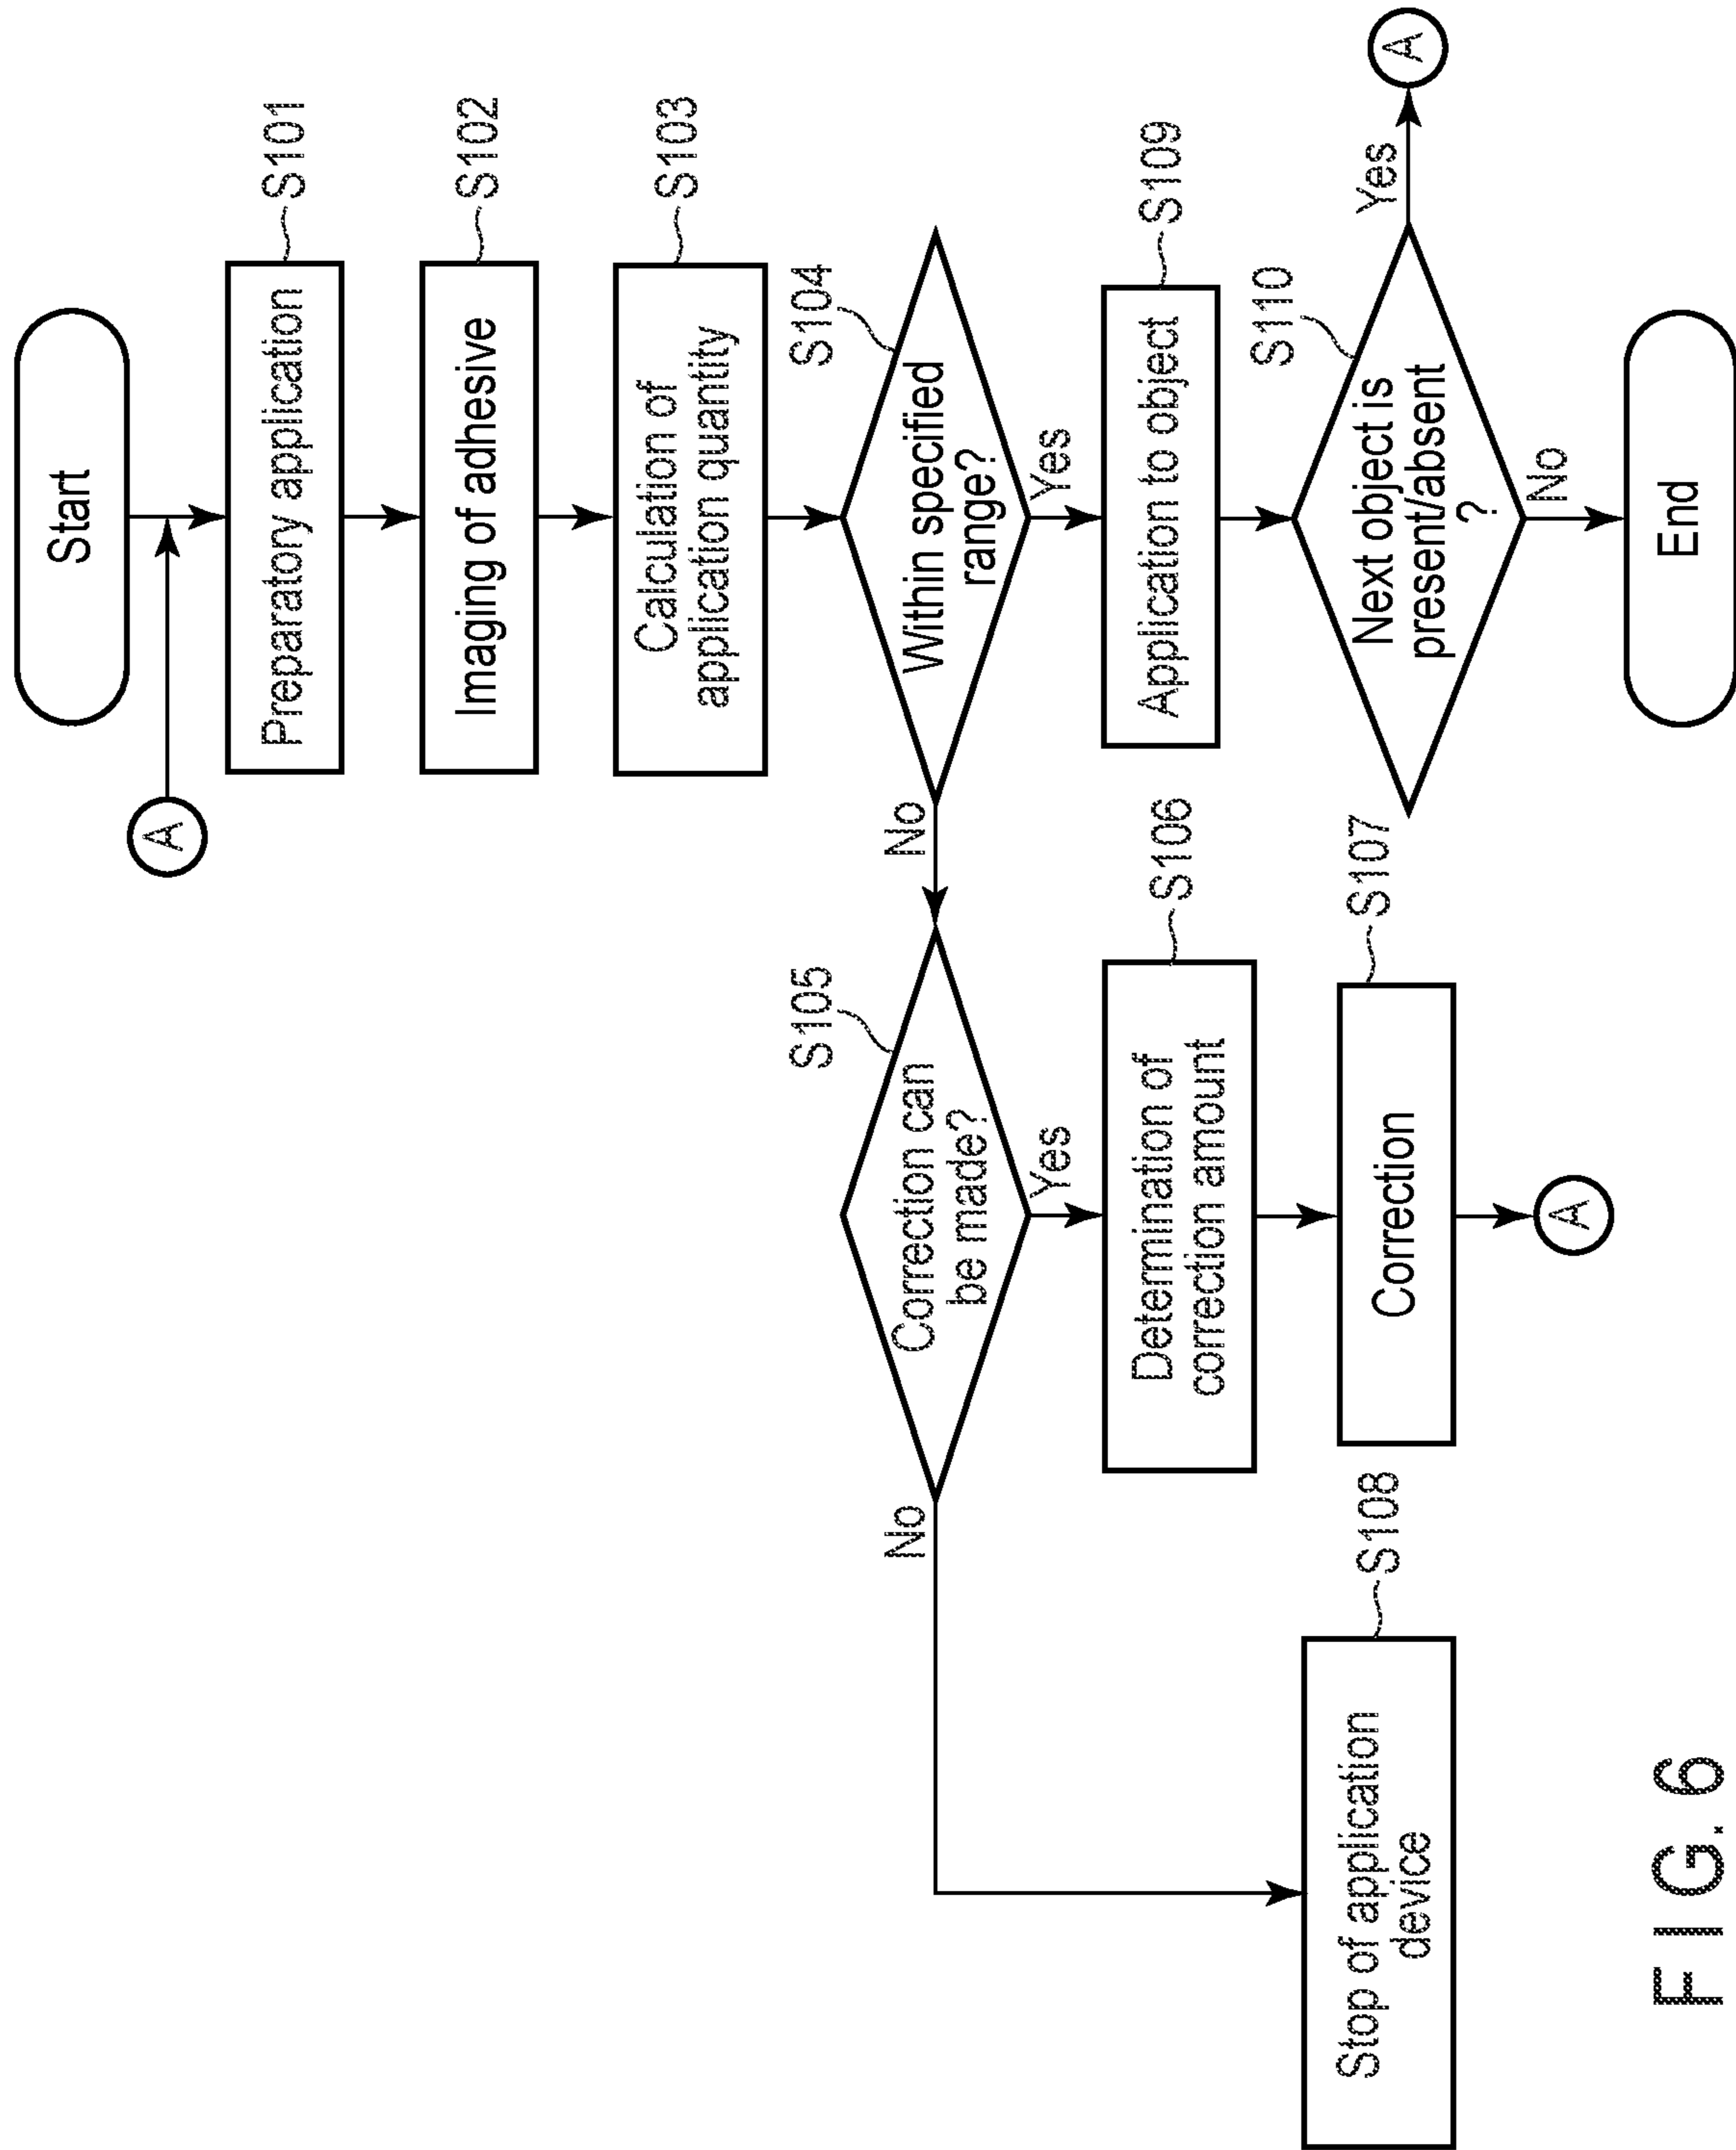 Start
A
Preparatory application
S101
Imaging of adhesive
S102
Calculation of
application quantity
S103
S104
Within specified
range?
No
Yes
S105
Correction can
be made?
No
Yes
Determination of
correction amount
S106
Correction
S107
A
Stop of application
device
S108
Application to object
S109
S110
Next object is
present/absent
?
Yes
A
No
End
FIG. 6